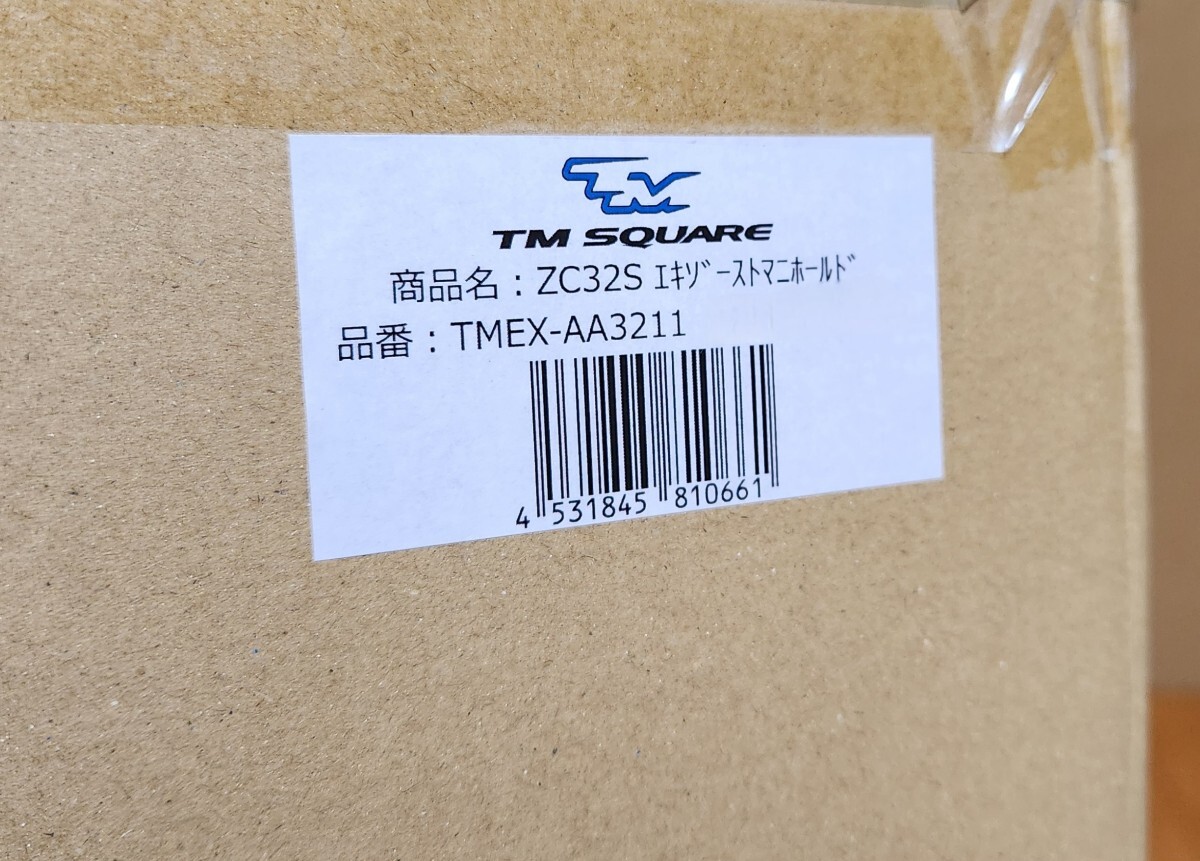 TM
TM SQUARE
商品名：ZC32S ｴｷｿﾞｰｽﾄﾏﾆﾎｰﾙﾄﾞ
品番：TMEX-AA3211
4 531845 810661